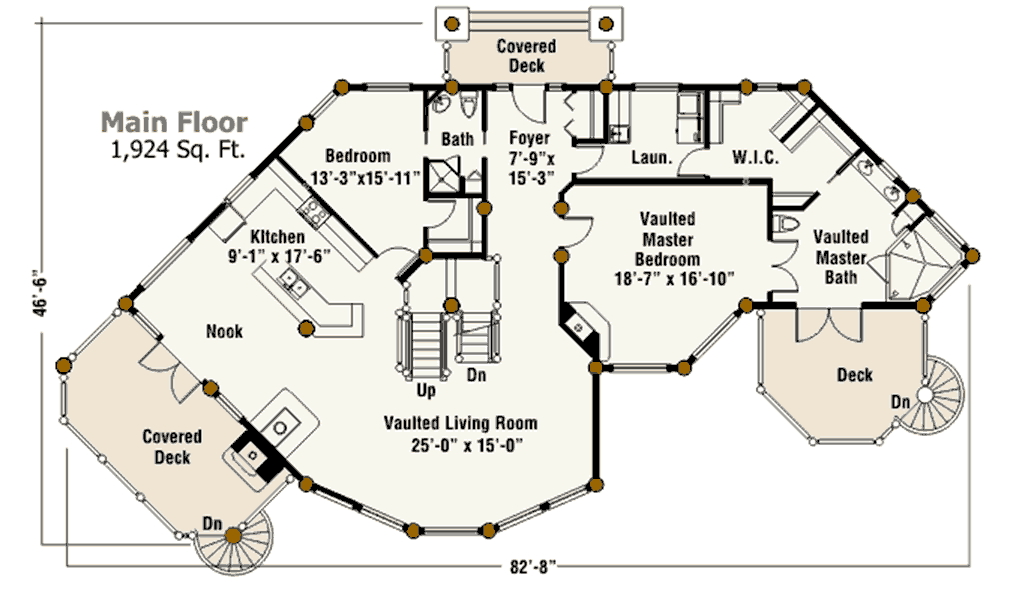 Covered
Deck
Main Floor
1,924 Sq. Ft.
Bath
Foyer
7'-9"x
15'-3"
Bedroom
13'-3"x15'-11"
Laun.
W.I.C.
Kitchen
9'-1" x 17'-6"
Vaulted
Master
Bedroom
18'-7" x 16'-10"
Vaulted
Master
Bath
46'-6"
Nook
Up
Dn
Deck
Dn
Vaulted Living Room
25'-0" x 15'-0"
Covered
Deck
Dn
82'-8"